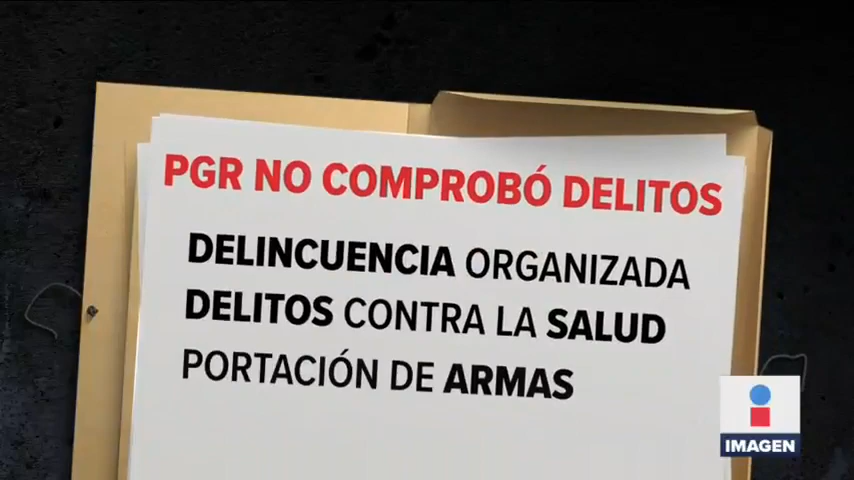 PGR NO COMPROBÓ DELITOS
DELINCUENCIA ORGANIZADA
DELITOS CONTRA LA SALUD
PORTACIÓN DE ARMAS
IMAGEN